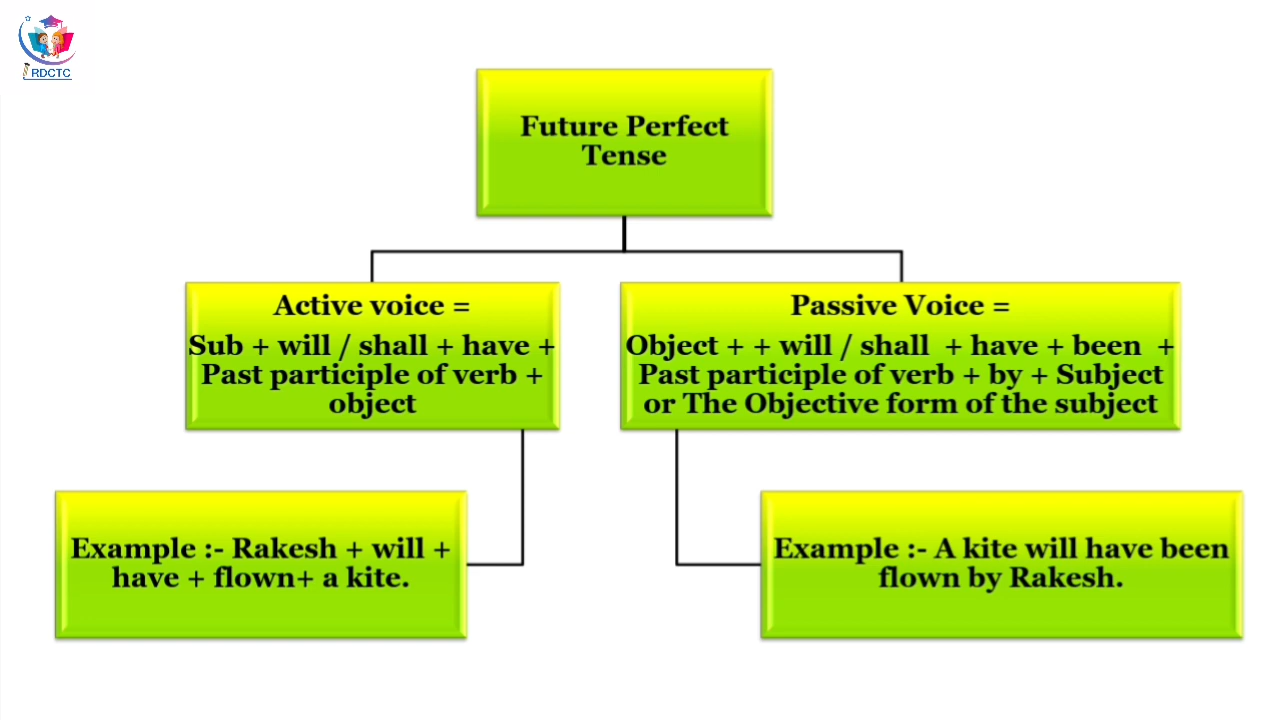 RDCTC
Future Perfect
Tense
Active voice =
Sub + will / shall + have +
Past participle of verb +
object
Passive Voice =
Object + + will / shall + have + been +
Past participle of verb + by + Subject
or The Objective form of the subject
Example :- Rakesh + will +
have + flown+ a kite.
Example :- A kite will have been
flown by Rakesh.